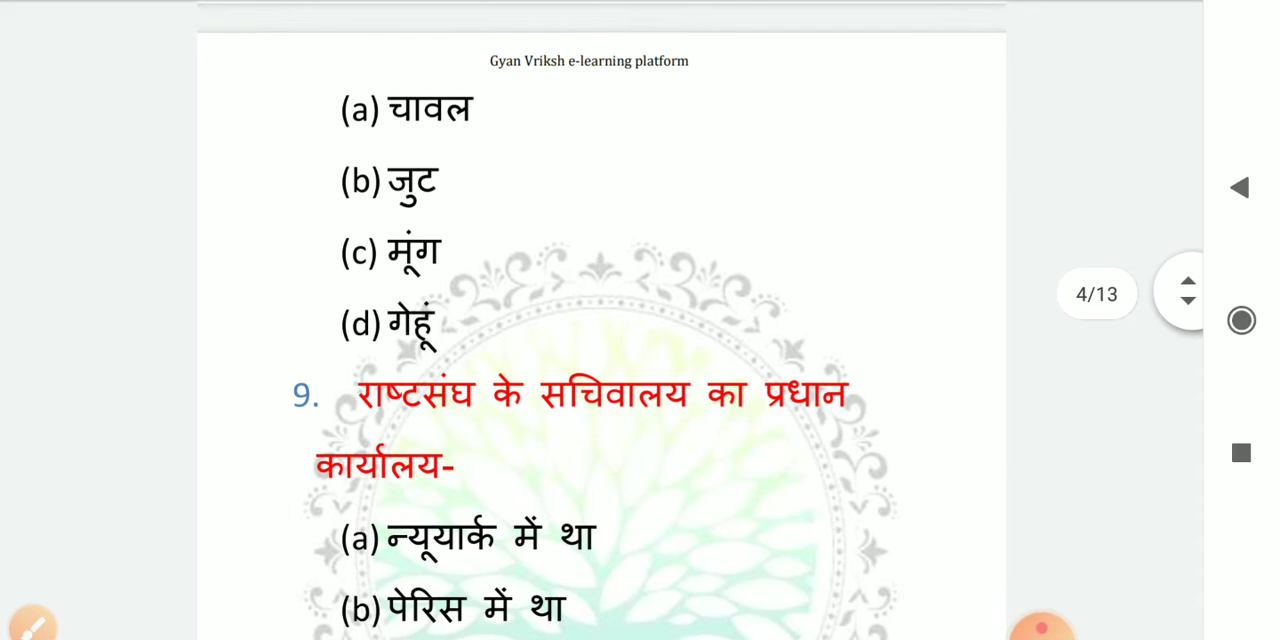 Gyan Vriksh e-learning platform
(a) चावल
(b) जुट
(c) मूंग
(d) गेहूं
4/13
9. राष्टसंघ के सचिवालय का प्रधान
कार्यालय-
(a) न्यूयार्क में था
(b) पेरिस में था